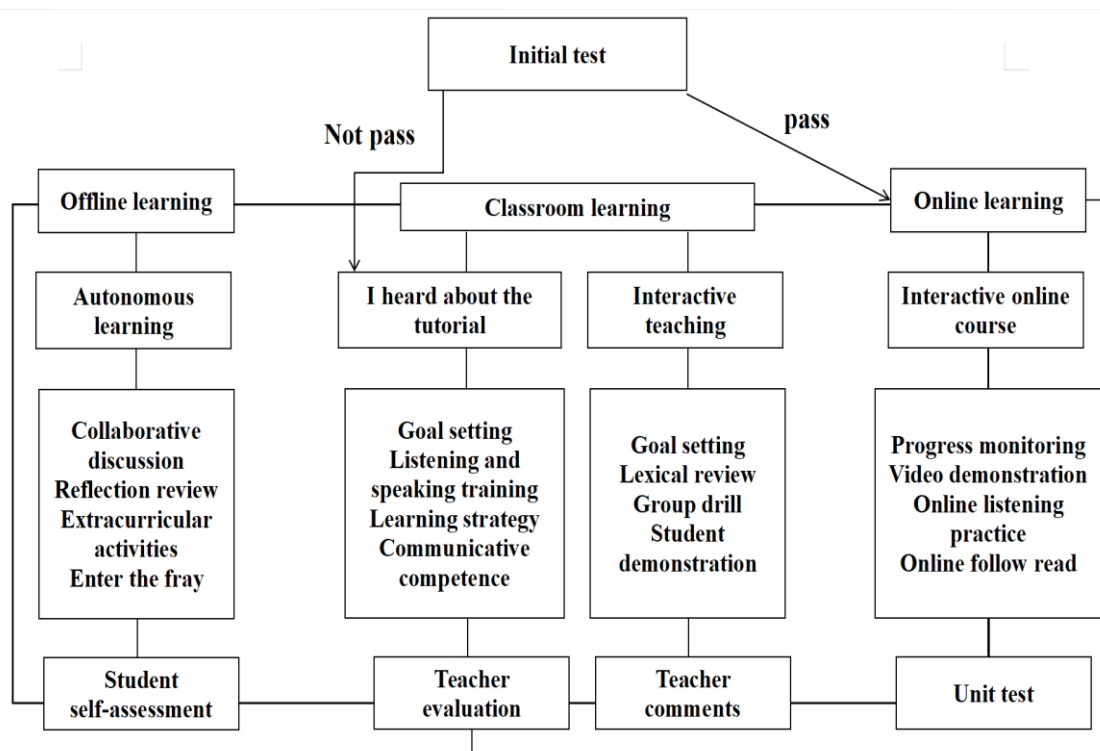 Initial test
Not pass
pass
Offline learning
Classroom learning
Online learning
Autonomous
learning
I heard about the
tutorial
Interactive
teaching
Interactive online
course
Collaborative
discussion
Reflection review
Extracurricular
activities
Enter the fray
Goal setting
Listening and
speaking training
Learning strategy
Communicative
competence
Goal setting
Lexical review
Group drill
Student
demonstration
Progress monitoring
Video demonstration
Online listening
practice
Online follow read
Student
self-assessment
Teacher
evaluation
Teacher
comments
Unit test